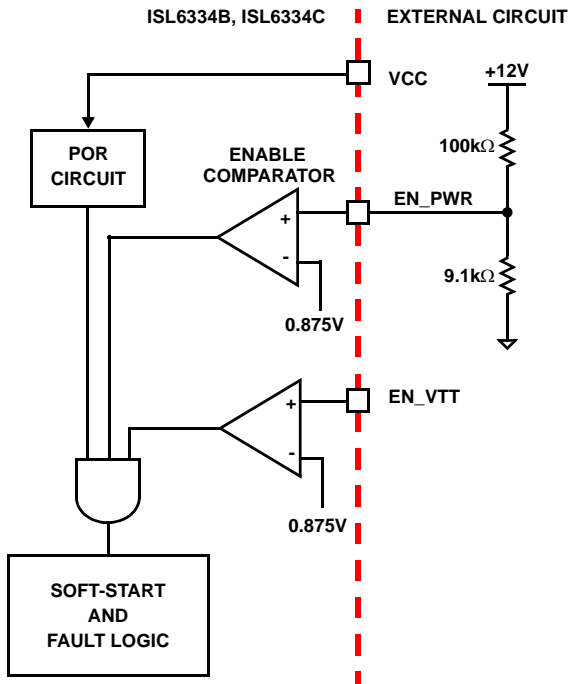 ISL6334B, ISL6334C
EXTERNAL CIRCUIT
VCC
+12V
POR
CIRCUIT
ENABLE
COMPARATOR
100kΩ
EN_PWR
+
-
9.1kΩ
0.875V
EN_VTT
+
-
0.875V
SOFT-START
AND
FAULT LOGIC